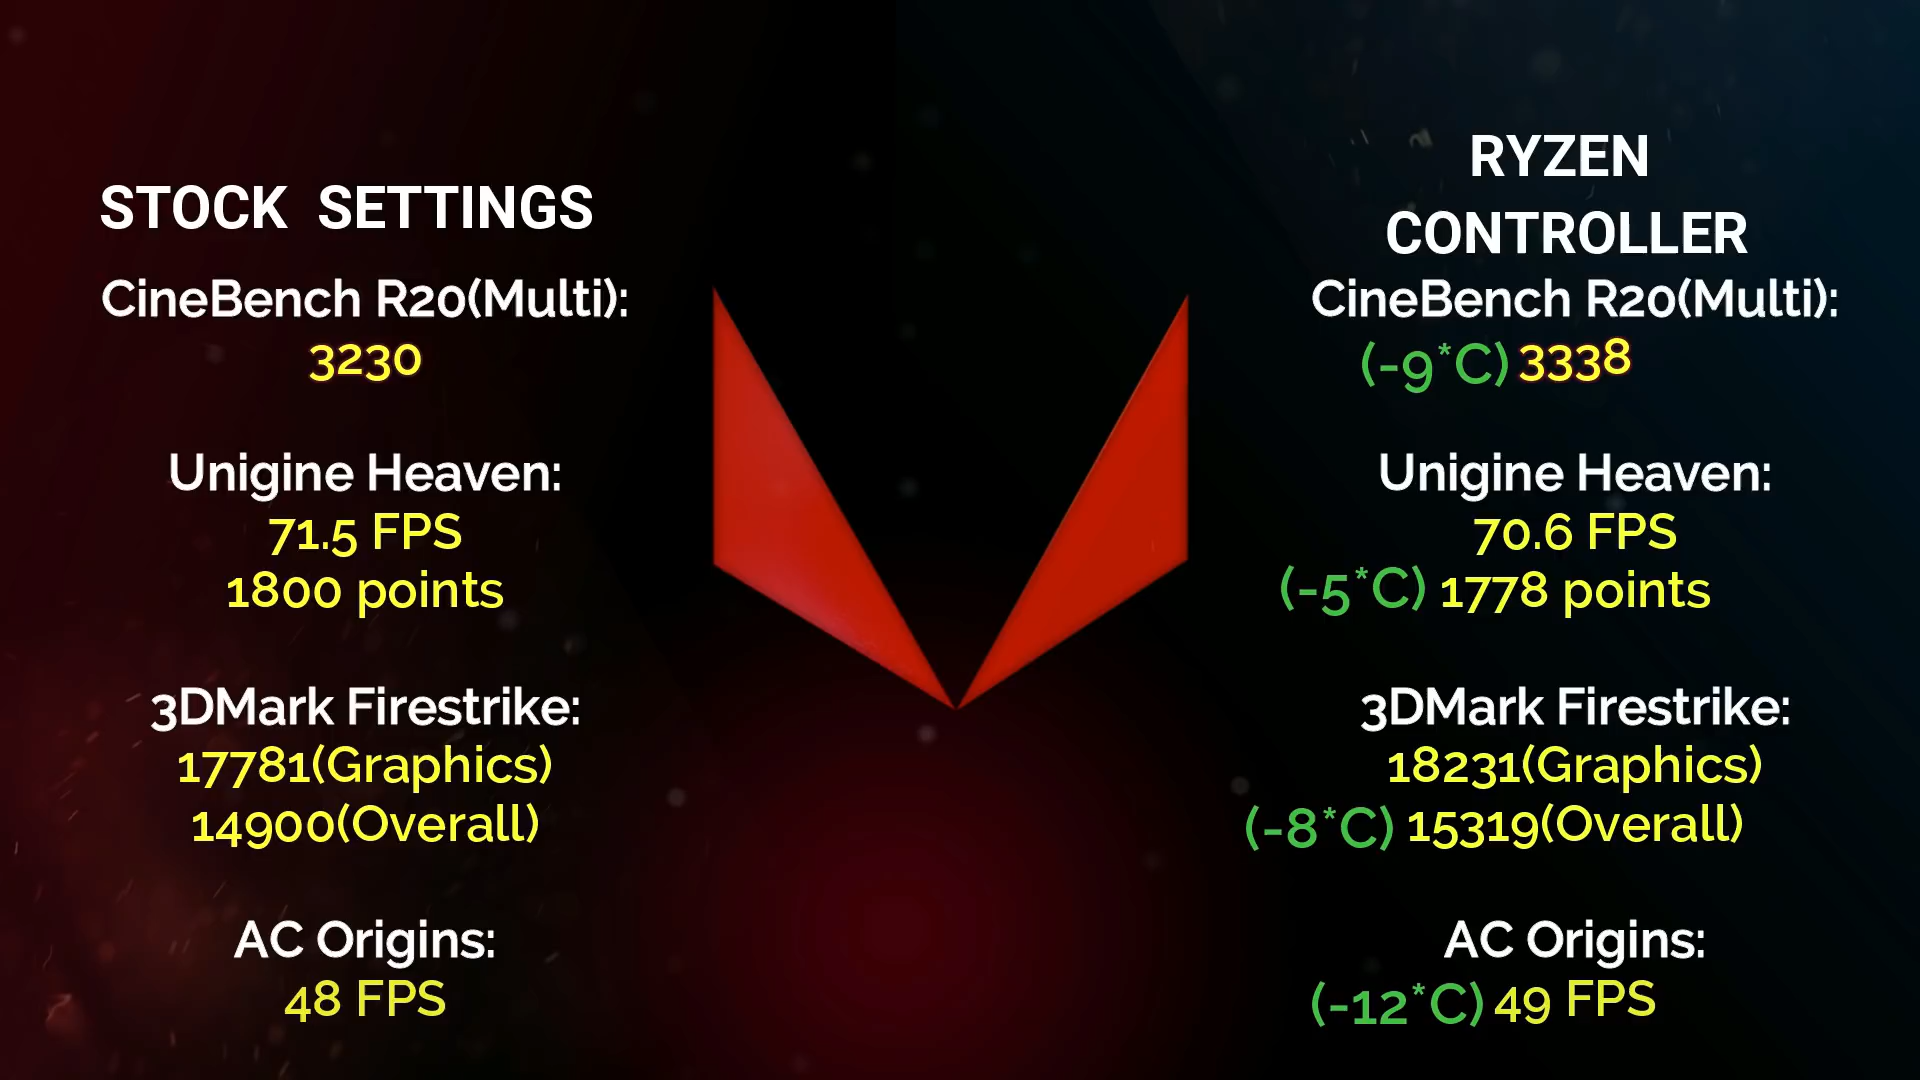 STOCK SETTINGS
CineBench R20(Multi):
3230
Unigine Heaven:
71.5 FPS
1800 points
3DMark Firestrike:
17781(Graphics)
14900(Overall)
AC Origins:
48 FPS
RYZEN
CONTROLLER
CineBench R20(Multi):
(-9*C) 3338
Unigine Heaven:
70.6 FPS
(-5*C) 1778 points
3DMark Firestrike:
18231(Graphics)
(-8*C) 15319(Overall)
AC Origins:
(-12*C) 49 FPS